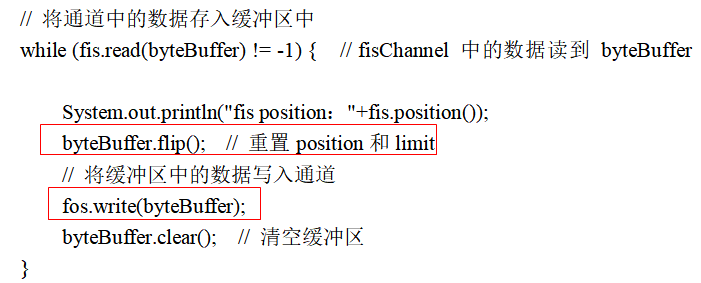 // 将通道中的数据存入缓冲区中
while (fis.read(byteBuffer) != -1) { // fisChannel 中的数据读到 byteBuffer
System.out.println("fis position："+fis.position());
byteBuffer.flip(); // 重置 position 和 limit
// 将缓冲区中的数据写入通道
fos.write(byteBuffer);
byteBuffer.clear(); // 清空缓冲区
}